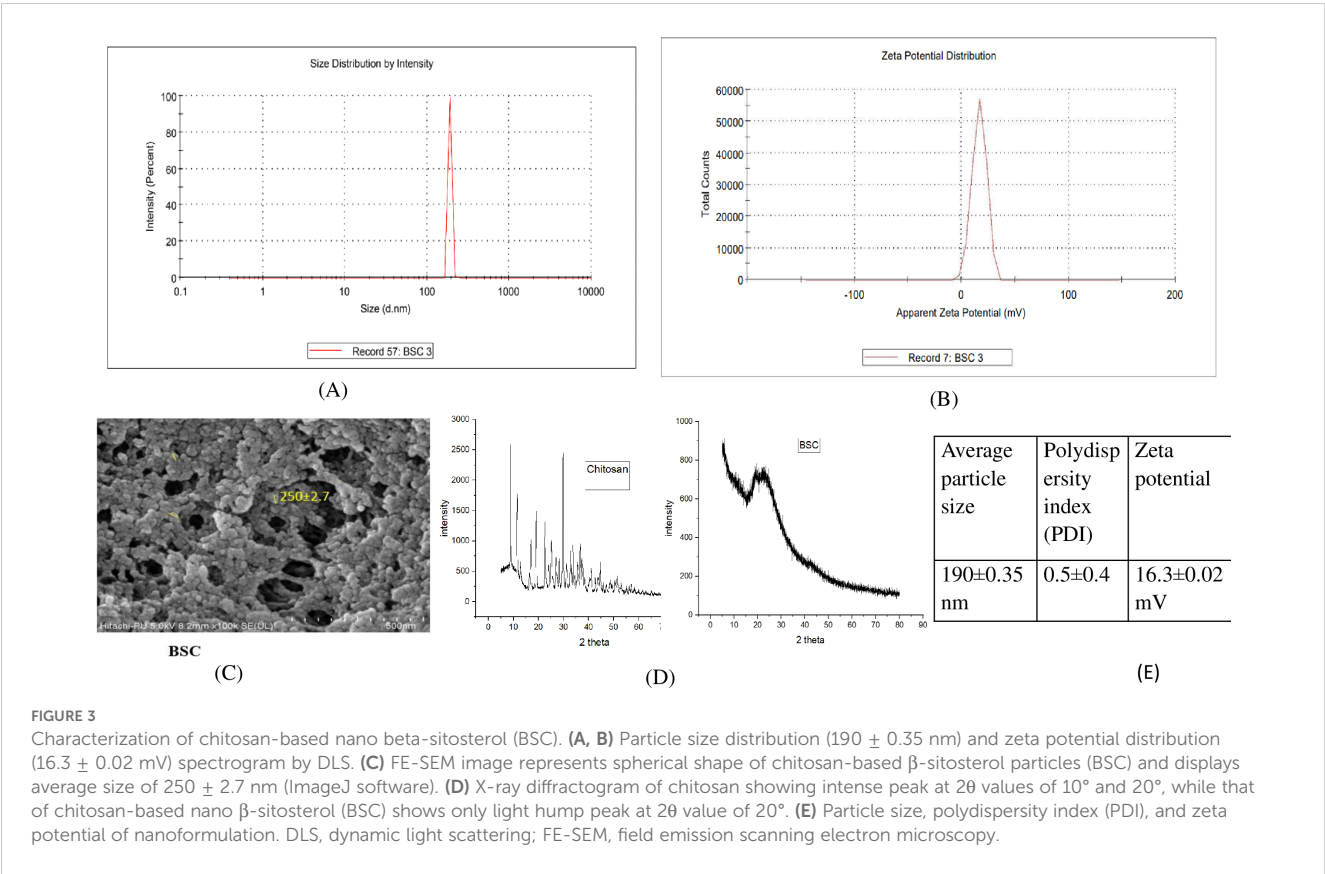 Size Distribution by Intensity
Intensity (Percent)
100
80
60
40
20
0
0.1 1 10 100 1000 10000
Size (d.nm)
Record 57: BSC 3
(A)
Zeta Potential Distribution
Total Counts
60000
50000
40000
30000
20000
10000
0
-100 0 100 200
Apparent Zeta Potential (mV)
Record 7: BSC 3
(B)
250±2.7
Hitachi-PU 5.0kV 8.2mm x100k SE(UL) 500nm
BSC
(C)
intensity
3000
2500
2000
1500
1000
500
0
Chitosan
0 10 20 30 40 50 60
2 theta
intensity
1000
800
600
400
200
0
BSC
0 10 20 30 40 50 60 70 80 90
2 theta
(D)
Average particle size
Polydisp ersity index (PDI)
Zeta potential
190±0.35 nm
0.5±0.4
16.3±0.02 mV
(E)
FIGURE 3
Characterization of chitosan-based nano beta-sitosterol (BSC). (A, B) Particle size distribution (190 ± 0.35 nm) and zeta potential distribution
(16.3 ± 0.02 mV) spectrogram by DLS. (C) FE-SEM image represents spherical shape of chitosan-based β-sitosterol particles (BSC) and displays
average size of 250 ± 2.7 nm (ImageJ software). (D) X-ray diffractogram of chitosan showing intense peak at 2θ values of 10° and 20°, while that
of chitosan-based nano β-sitosterol (BSC) shows only light hump peak at 2θ value of 20°. (E) Particle size, polydispersity index (PDI), and zeta
potential of nanoformulation. DLS, dynamic light scattering; FE-SEM, field emission scanning electron microscopy.